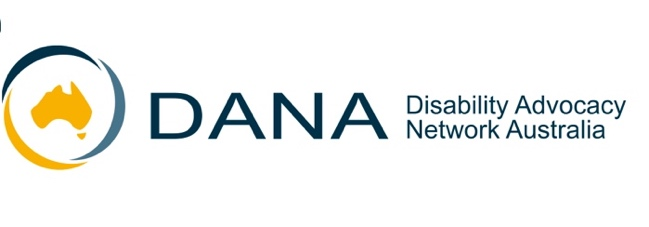 DANA
Disability Advocacy
Network Australia